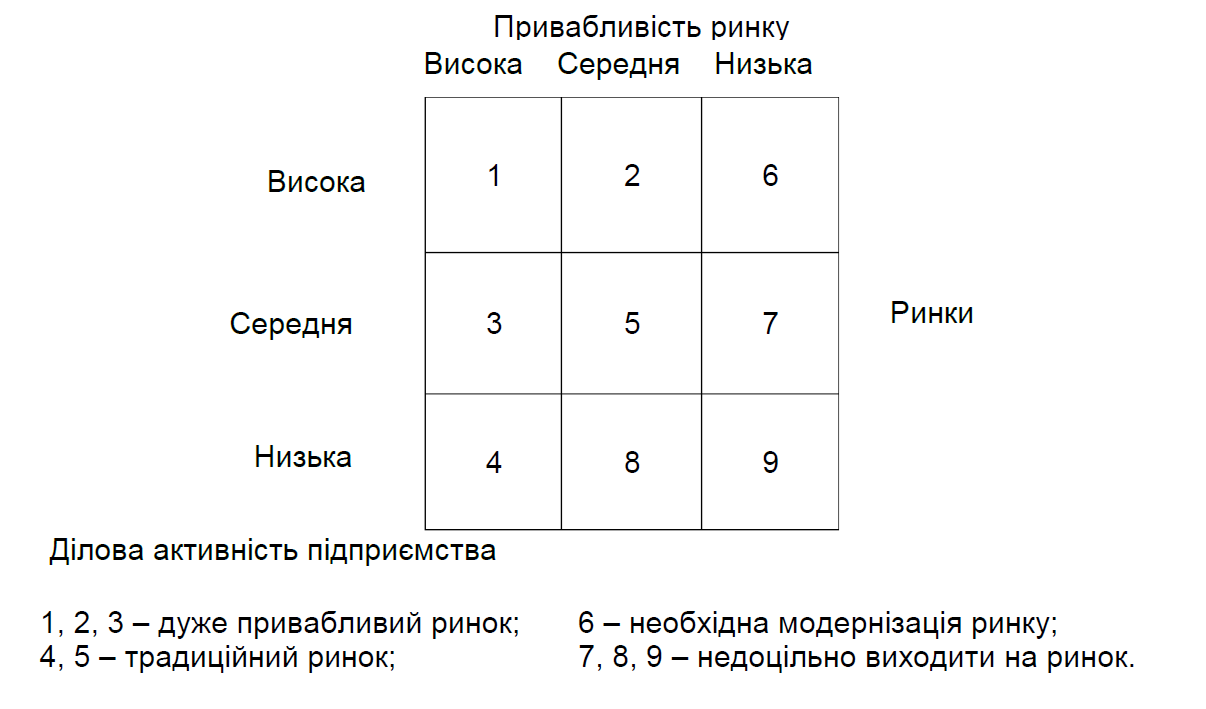 Привабливість ринку
Висока Середня Низька
Висока 1 2 6
Середня 3 5 7 Ринки
Низька 4 8 9
Ділова активність підприємства
1, 2, 3 – дуже привабливий ринок; 6 – необхідна модернізація ринку;
4, 5 – традиційний ринок; 7, 8, 9 – недоцільно виходити на ринок.